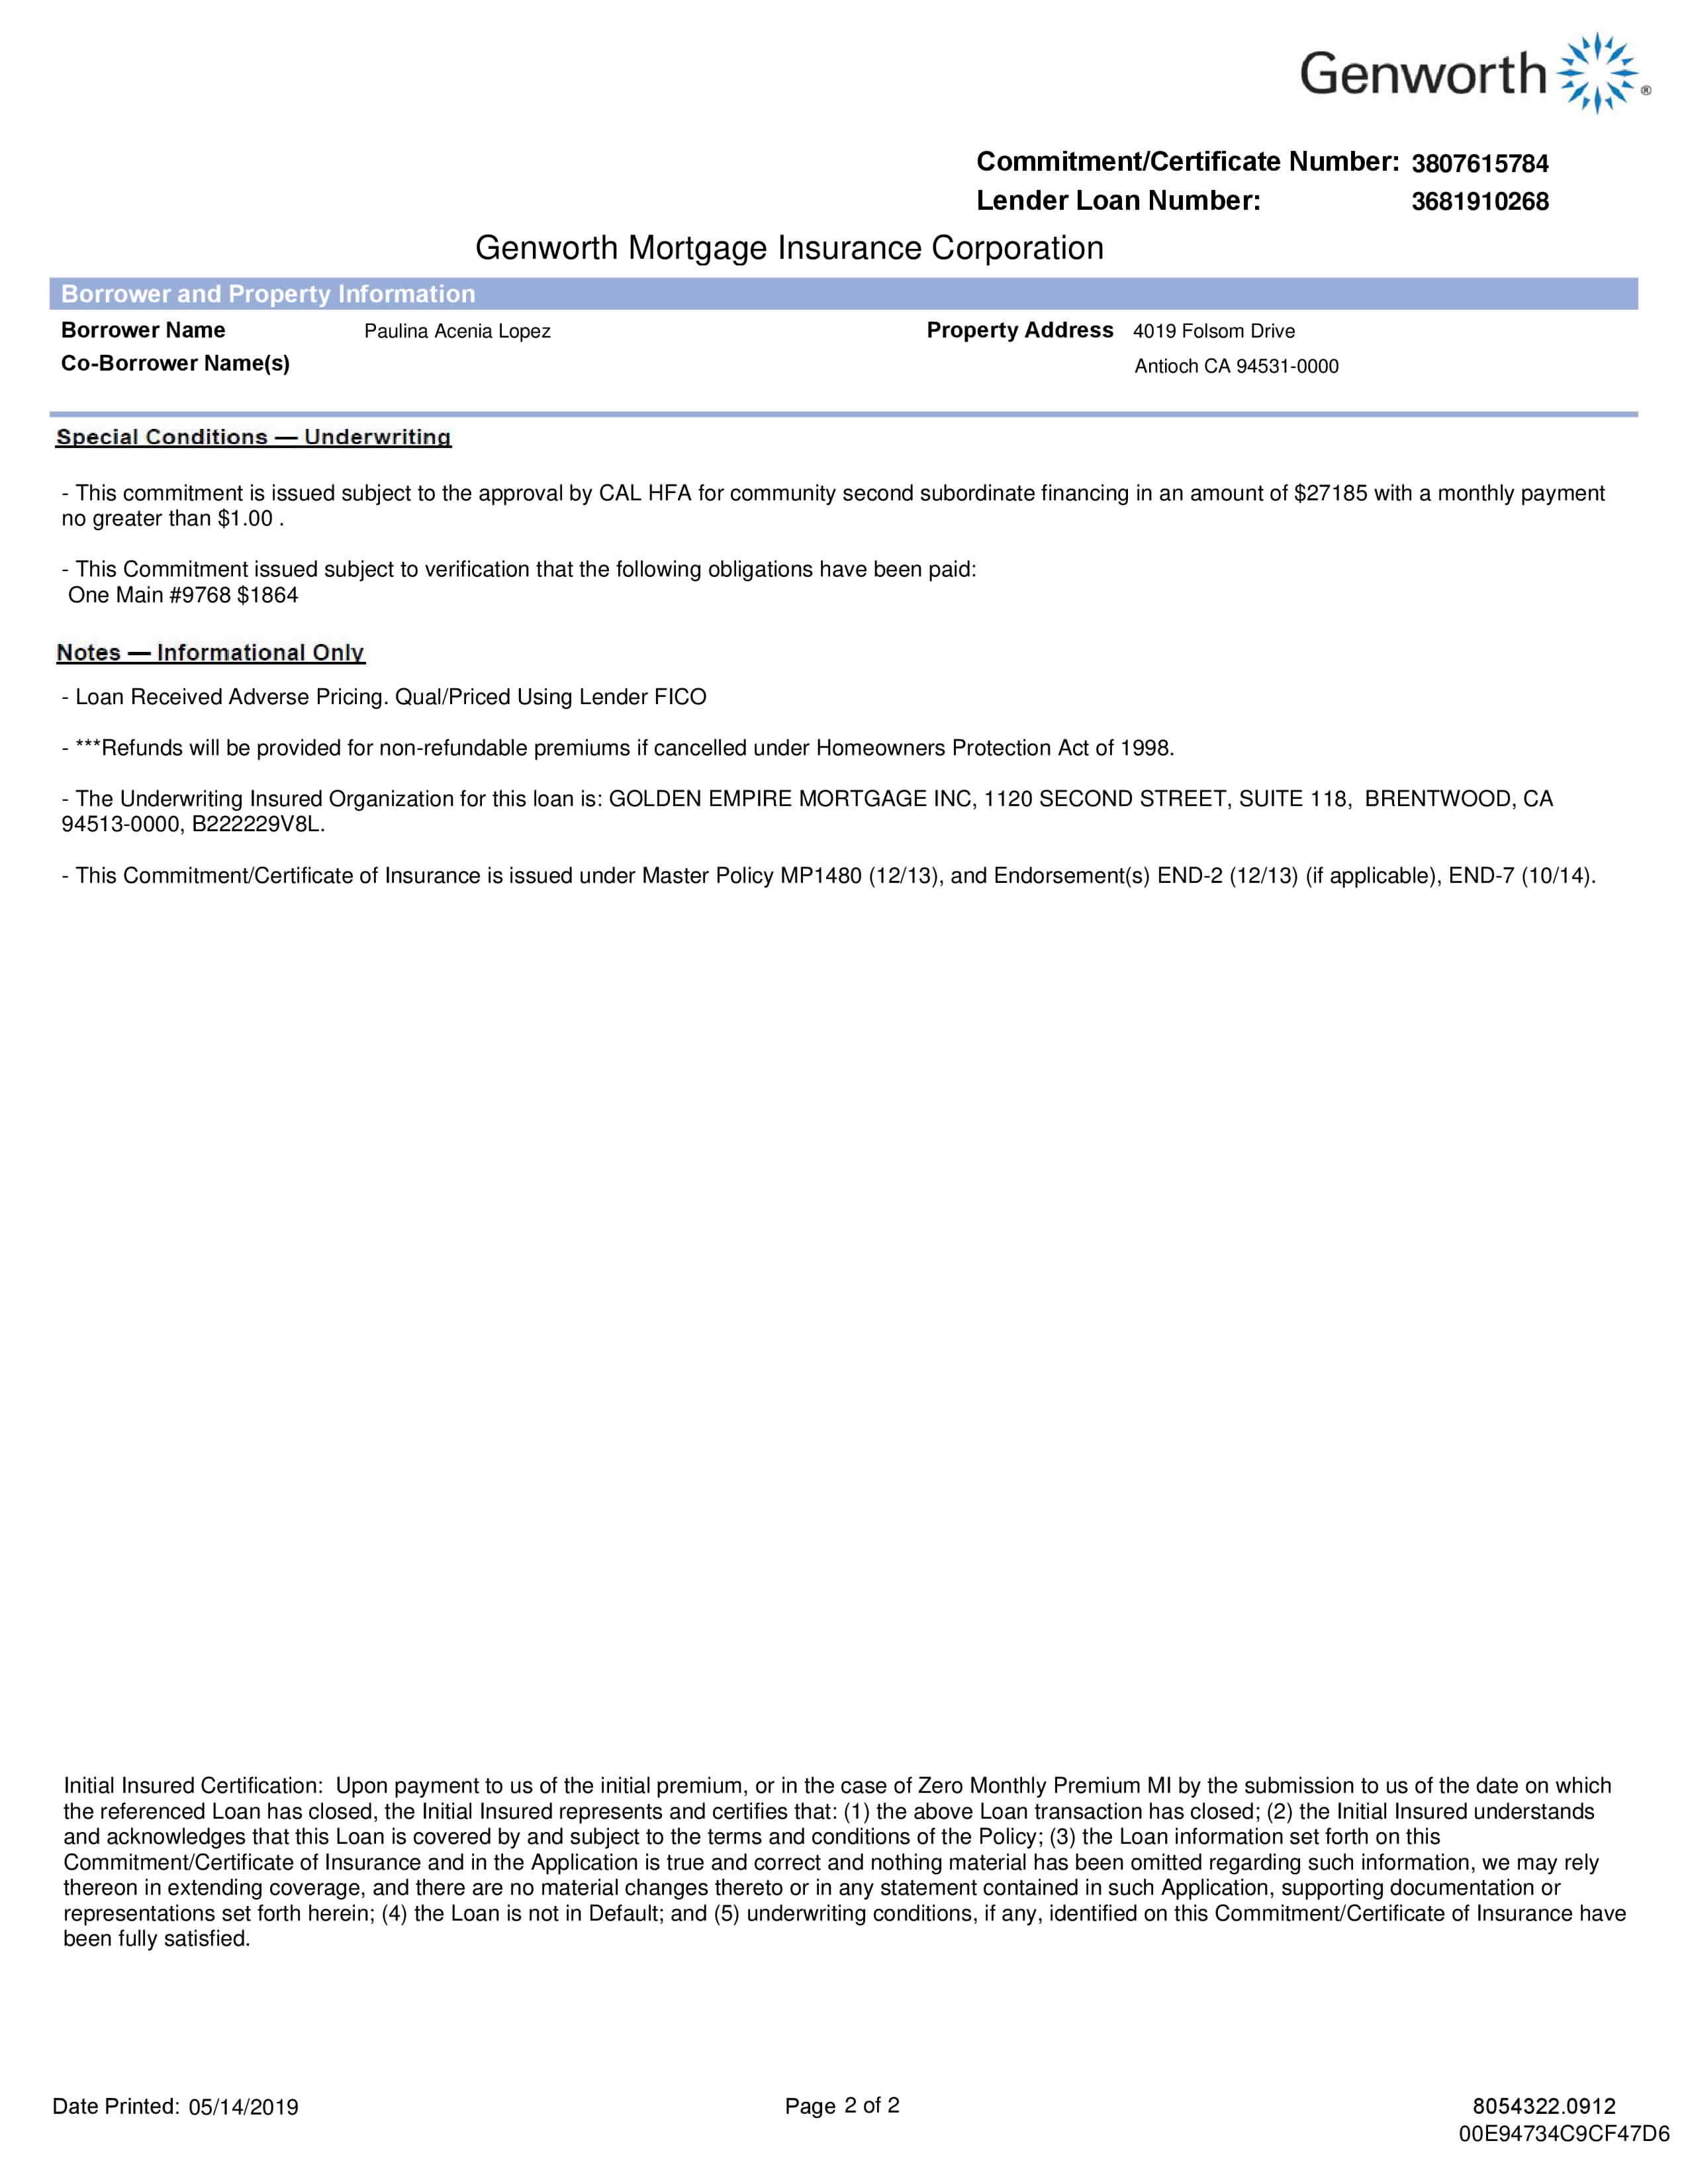 Genworth ®
Commitment/Certificate Number: 3807615784
Lender Loan Number: 3681910268
Genworth Mortgage Insurance Corporation
Borrower and Property Information
Borrower Name Paulina Acenia Lopez Property Address 4019 Folsom Drive
Co-Borrower Name(s) Antioch CA 94531-0000
Special Conditions — Underwriting
- This commitment is issued subject to the approval by CAL HFA for community second subordinate financing in an amount of $27185 with a monthly payment
no greater than $1.00 .
- This Commitment issued subject to verification that the following obligations have been paid:
One Main #9768 $1864
Notes — Informational Only
- Loan Received Adverse Pricing. Qual/Priced Using Lender FICO
- ***Refunds will be provided for non-refundable premiums if cancelled under Homeowners Protection Act of 1998.
- The Underwriting Insured Organization for this loan is: GOLDEN EMPIRE MORTGAGE INC, 1120 SECOND STREET, SUITE 118, BRENTWOOD, CA
94513-0000, B222229V8L.
- This Commitment/Certificate of Insurance is issued under Master Policy MP1480 (12/13), and Endorsement(s) END-2 (12/13) (if applicable), END-7 (10/14).
Initial Insured Certification: Upon payment to us of the initial premium, or in the case of Zero Monthly Premium MI by the submission to us of the date on which
the referenced Loan has closed, the Initial Insured represents and certifies that: (1) the above Loan transaction has closed; (2) the Initial Insured understands
and acknowledges that this Loan is covered by and subject to the terms and conditions of the Policy; (3) the Loan information set forth on this
Commitment/Certificate of Insurance and in the Application is true and correct and nothing material has been omitted regarding such information, we may rely
thereon in extending coverage, and there are no material changes thereto or in any statement contained in such Application, supporting documentation or
representations set forth herein; (4) the Loan is not in Default; and (5) underwriting conditions, if any, identified on this Commitment/Certificate of Insurance have
been fully satisfied.
Date Printed: 05/14/2019 Page 2 of 2 8054322.0912
00E94734C9CF47D6